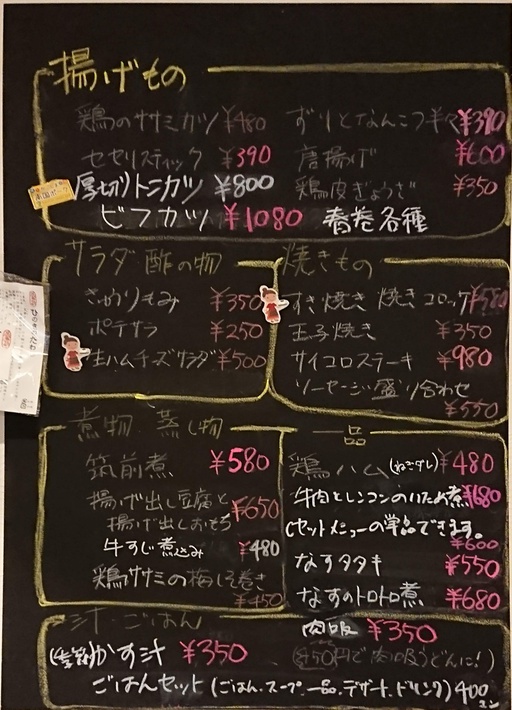 揚げもの
鶏のササミカツ ¥480
ずりとなんこつ ¥390
セセリスティック ¥390
唐揚げ ¥600
厚切りトンカツ ¥800
鶏皮ぎょうざ ¥350
ビフカツ ¥1080
春巻各種
サラダ 酢の物
きゅうりもみ ¥350
ポテサラ ¥250
生ハムチーズサラダ ¥500
焼きもの
すき焼き 焼きコロッケ ¥550
玉子焼き ¥350
サイコロステーキ ¥980
ソーセージ盛り合わせ
¥550
煮物 蒸し物
筑前煮 ¥580
揚げ出し豆腐と
揚げ出しおもち ¥650
牛すじ煮込み ¥480
鶏ササミの梅しそ巻き
¥450
一品
鶏ハム(ねぎダレ) ¥480
牛肉とレンコンのいため煮 ¥680
(セットメニューの単品できます。
¥600
なすタタキ ¥550
なすのトロトロ煮 ¥680
汁・ごはん
かす汁 ¥350
肉吸 ¥350
(+50円で肉吸うどんに!)
ごはんセット(ごはん.スープ.一品.デザート.ドリンク)400
エン